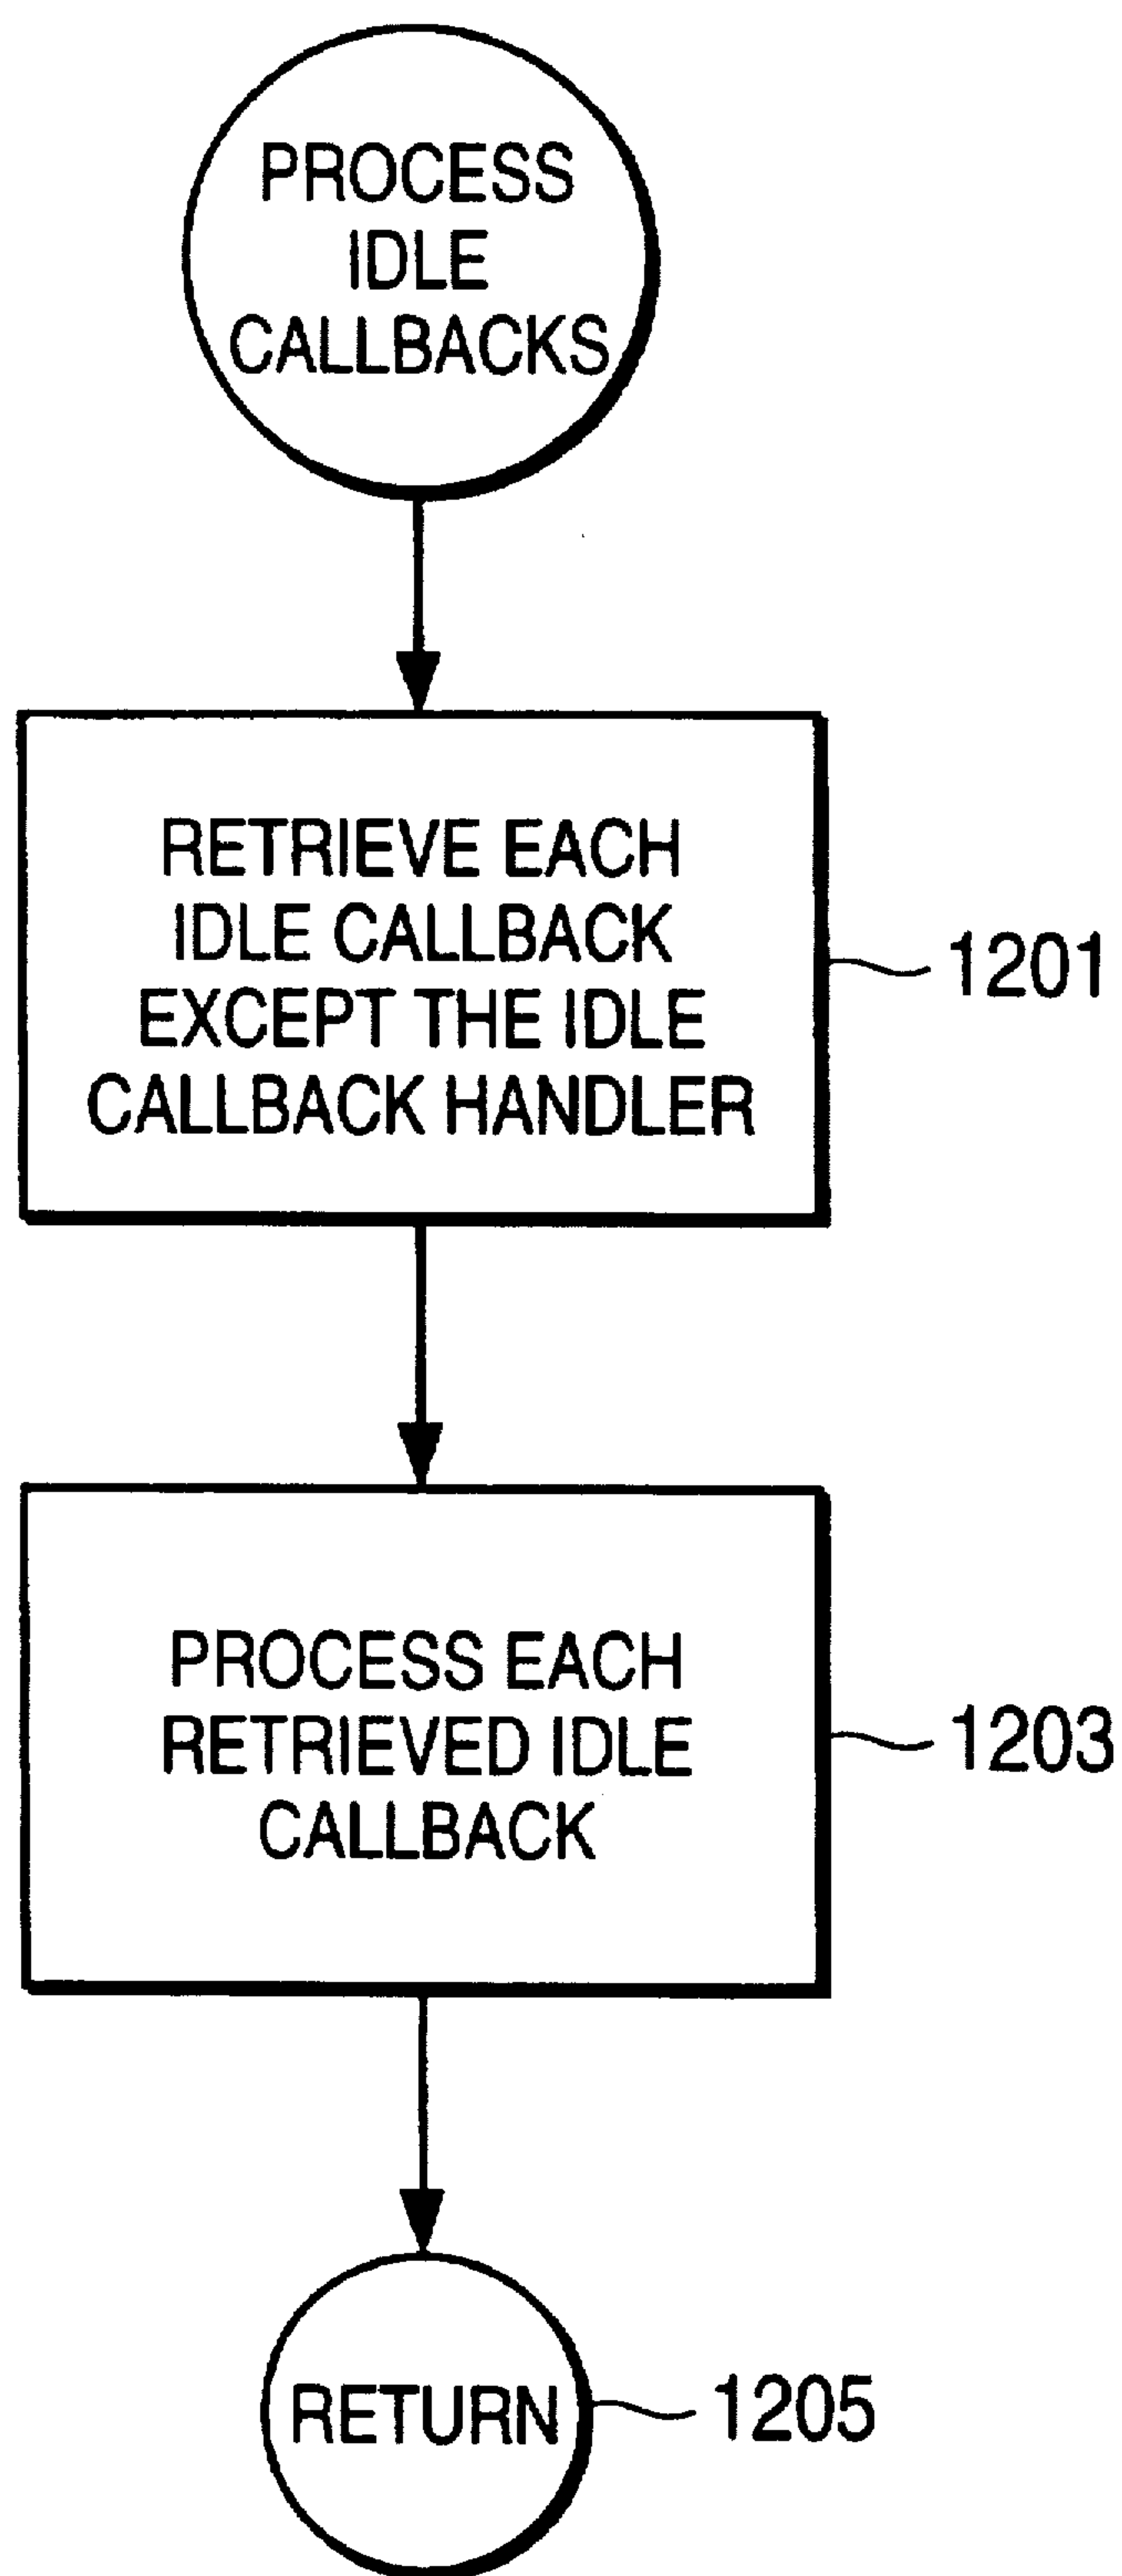 PROCESS
IDLE
CALLBACKS
RETRIEVE EACH
IDLE CALLBACK
EXCEPT THE IDLE
CALLBACK HANDLER
1201
PROCESS EACH
RETRIEVED IDLE
CALLBACK
1203
RETURN
1205